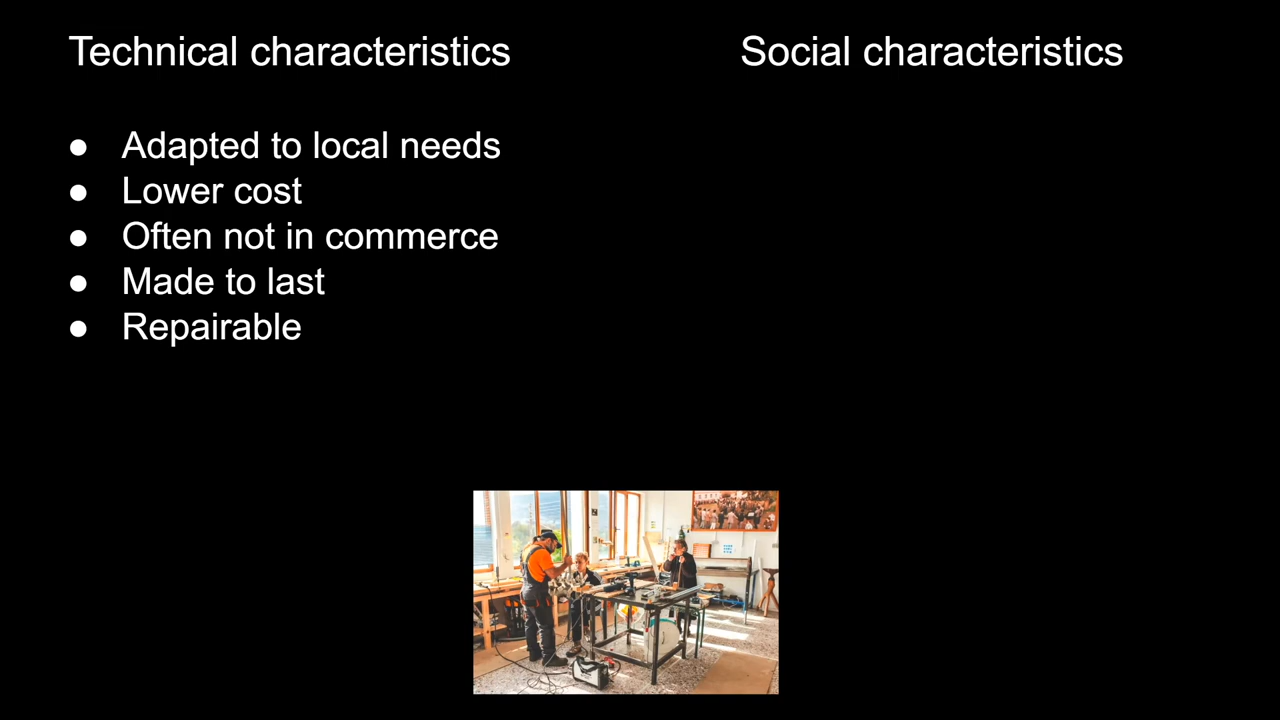 Technical characteristics
Social characteristics
● Adapted to local needs
● Lower cost
● Often not in commerce
● Made to last
● Repairable